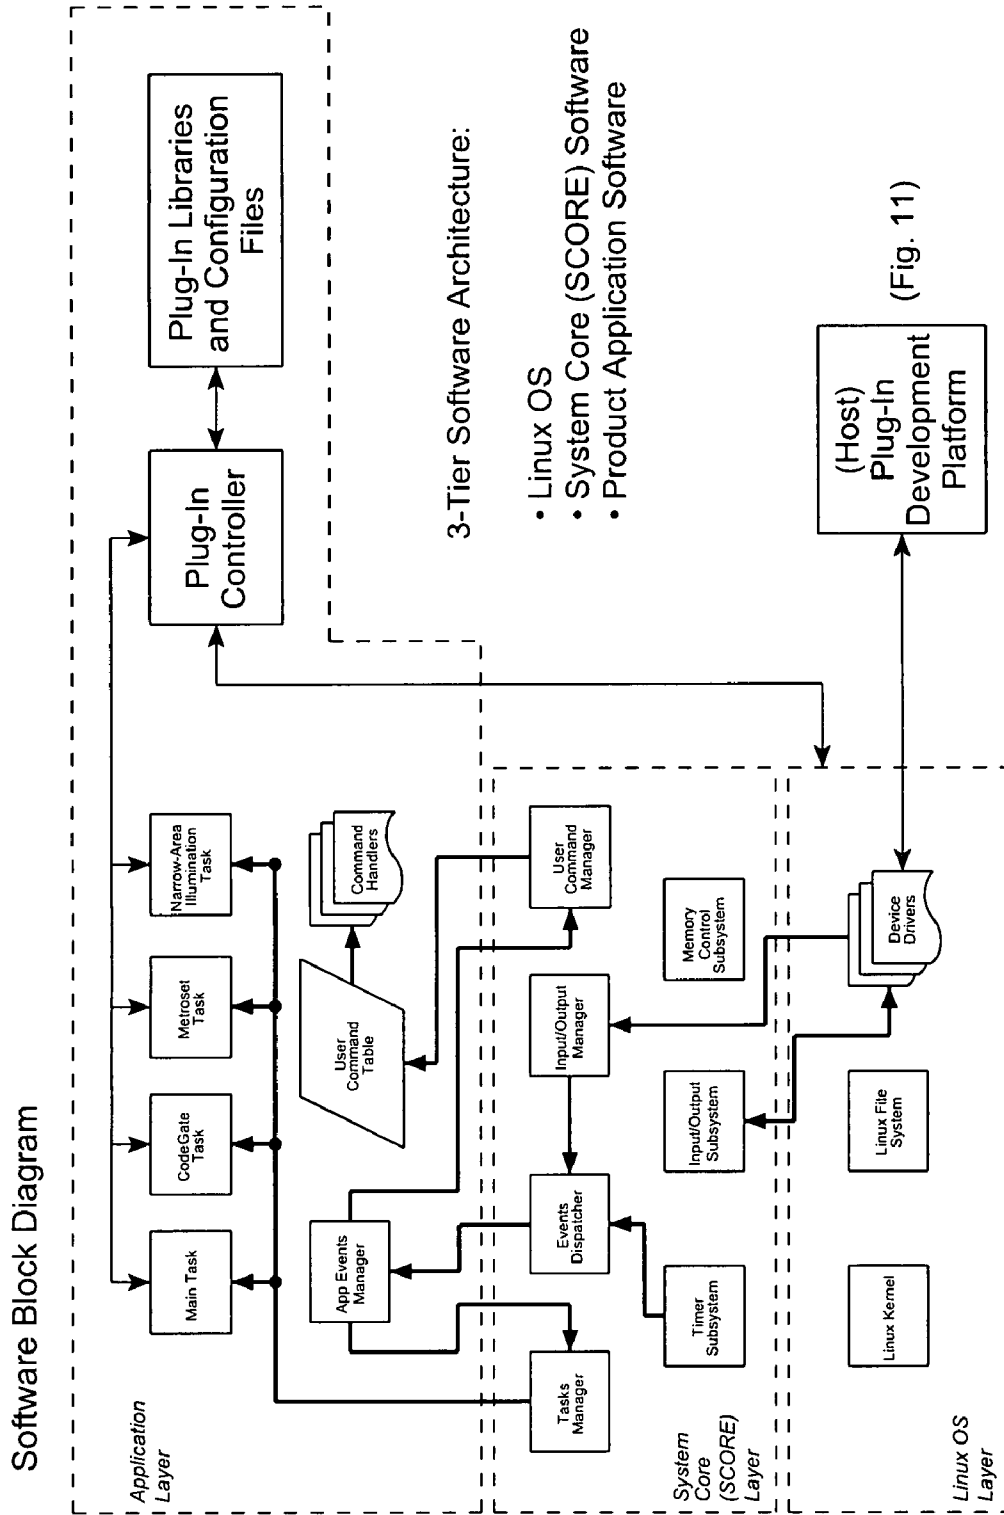 Software Block Diagram
Application
Layer
Main Task
CodeGate
Task
Metroset
Task
Narrow-Area
Illumination
Task
Plug-In
Controller
Plug-In Libraries
and Configuration
Files
App Events
Manager
User
Command
Table
Command
Handlers
3-Tier Software Architecture:
• Linux OS
• System Core (SCORE) Software
• Product Application Software
Tasks
Manager
Events
Dispatcher
Input/Output
Manager
User
Command
Manager
System
Core
(SCORE)
Layer
Timer
Subsystem
Input/Output
Subsystem
Memory
Control
Subsystem
Linux Kernel
Linux File
System
Device
Drivers
(Host)
Plug-In
Development
Platform
(Fig. 11)
Linux OS
Layer